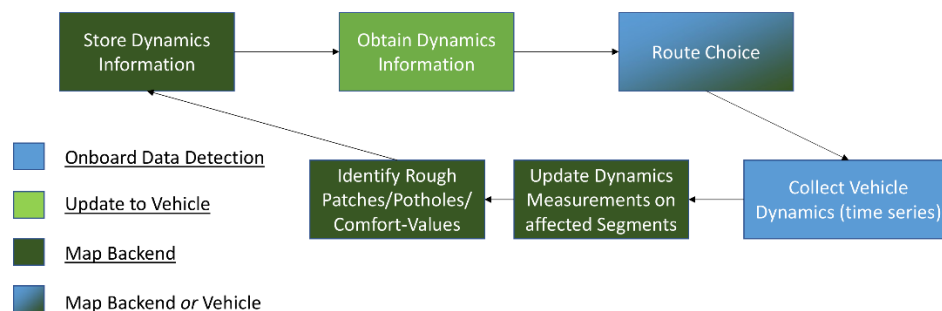 Store Dynamics
Information
Obtain Dynamics
Information
Route Choice
Onboard Data Detection
Update to Vehicle
Map Backend
Map Backend or Vehicle
Identify Rough
Patches/Potholes/
Comfort-Values
Update Dynamics
Measurements on
affected Segments
Collect Vehicle
Dynamics (time series)